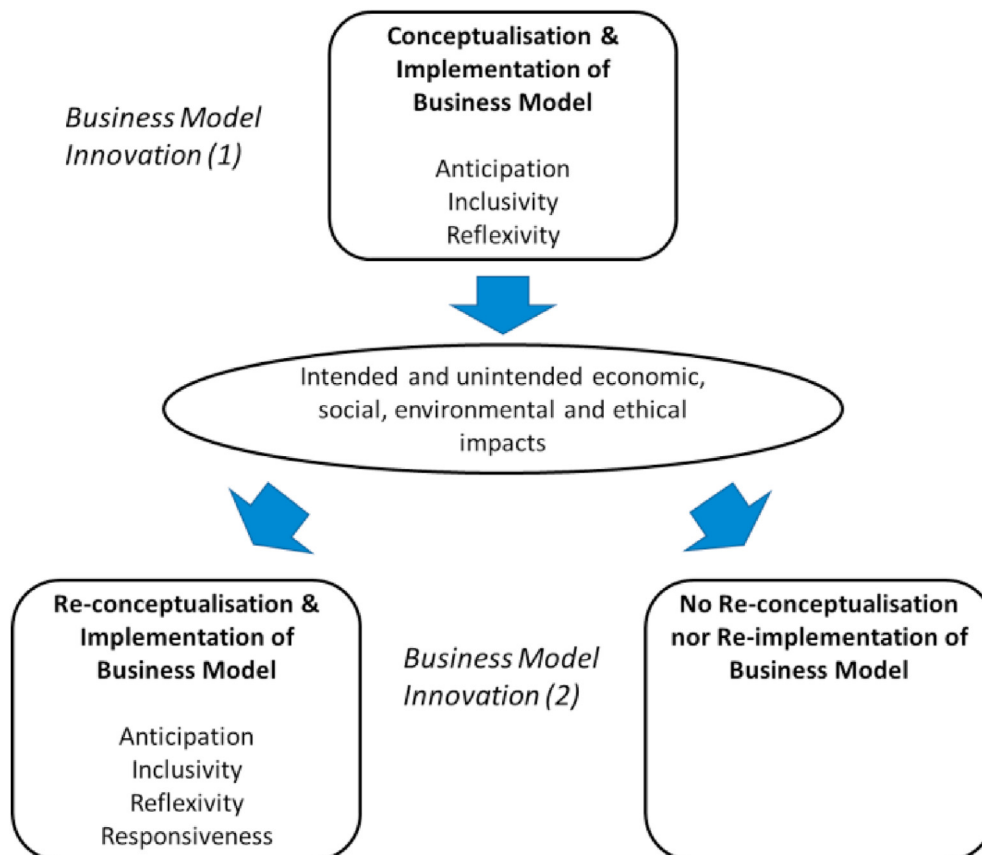 Conceptualisation &
Implementation of
Business Model
Business Model
Innovation (1)
Anticipation
Inclusivity
Reflexivity
Intended and unintended economic,
social, environmental and ethical
impacts
Re-conceptualisation &
Implementation of
Business Model
Anticipation
Inclusivity
Reflexivity
Responsiveness
Business Model
Innovation (2)
No Re-conceptualisation
nor Re-implementation of
Business Model